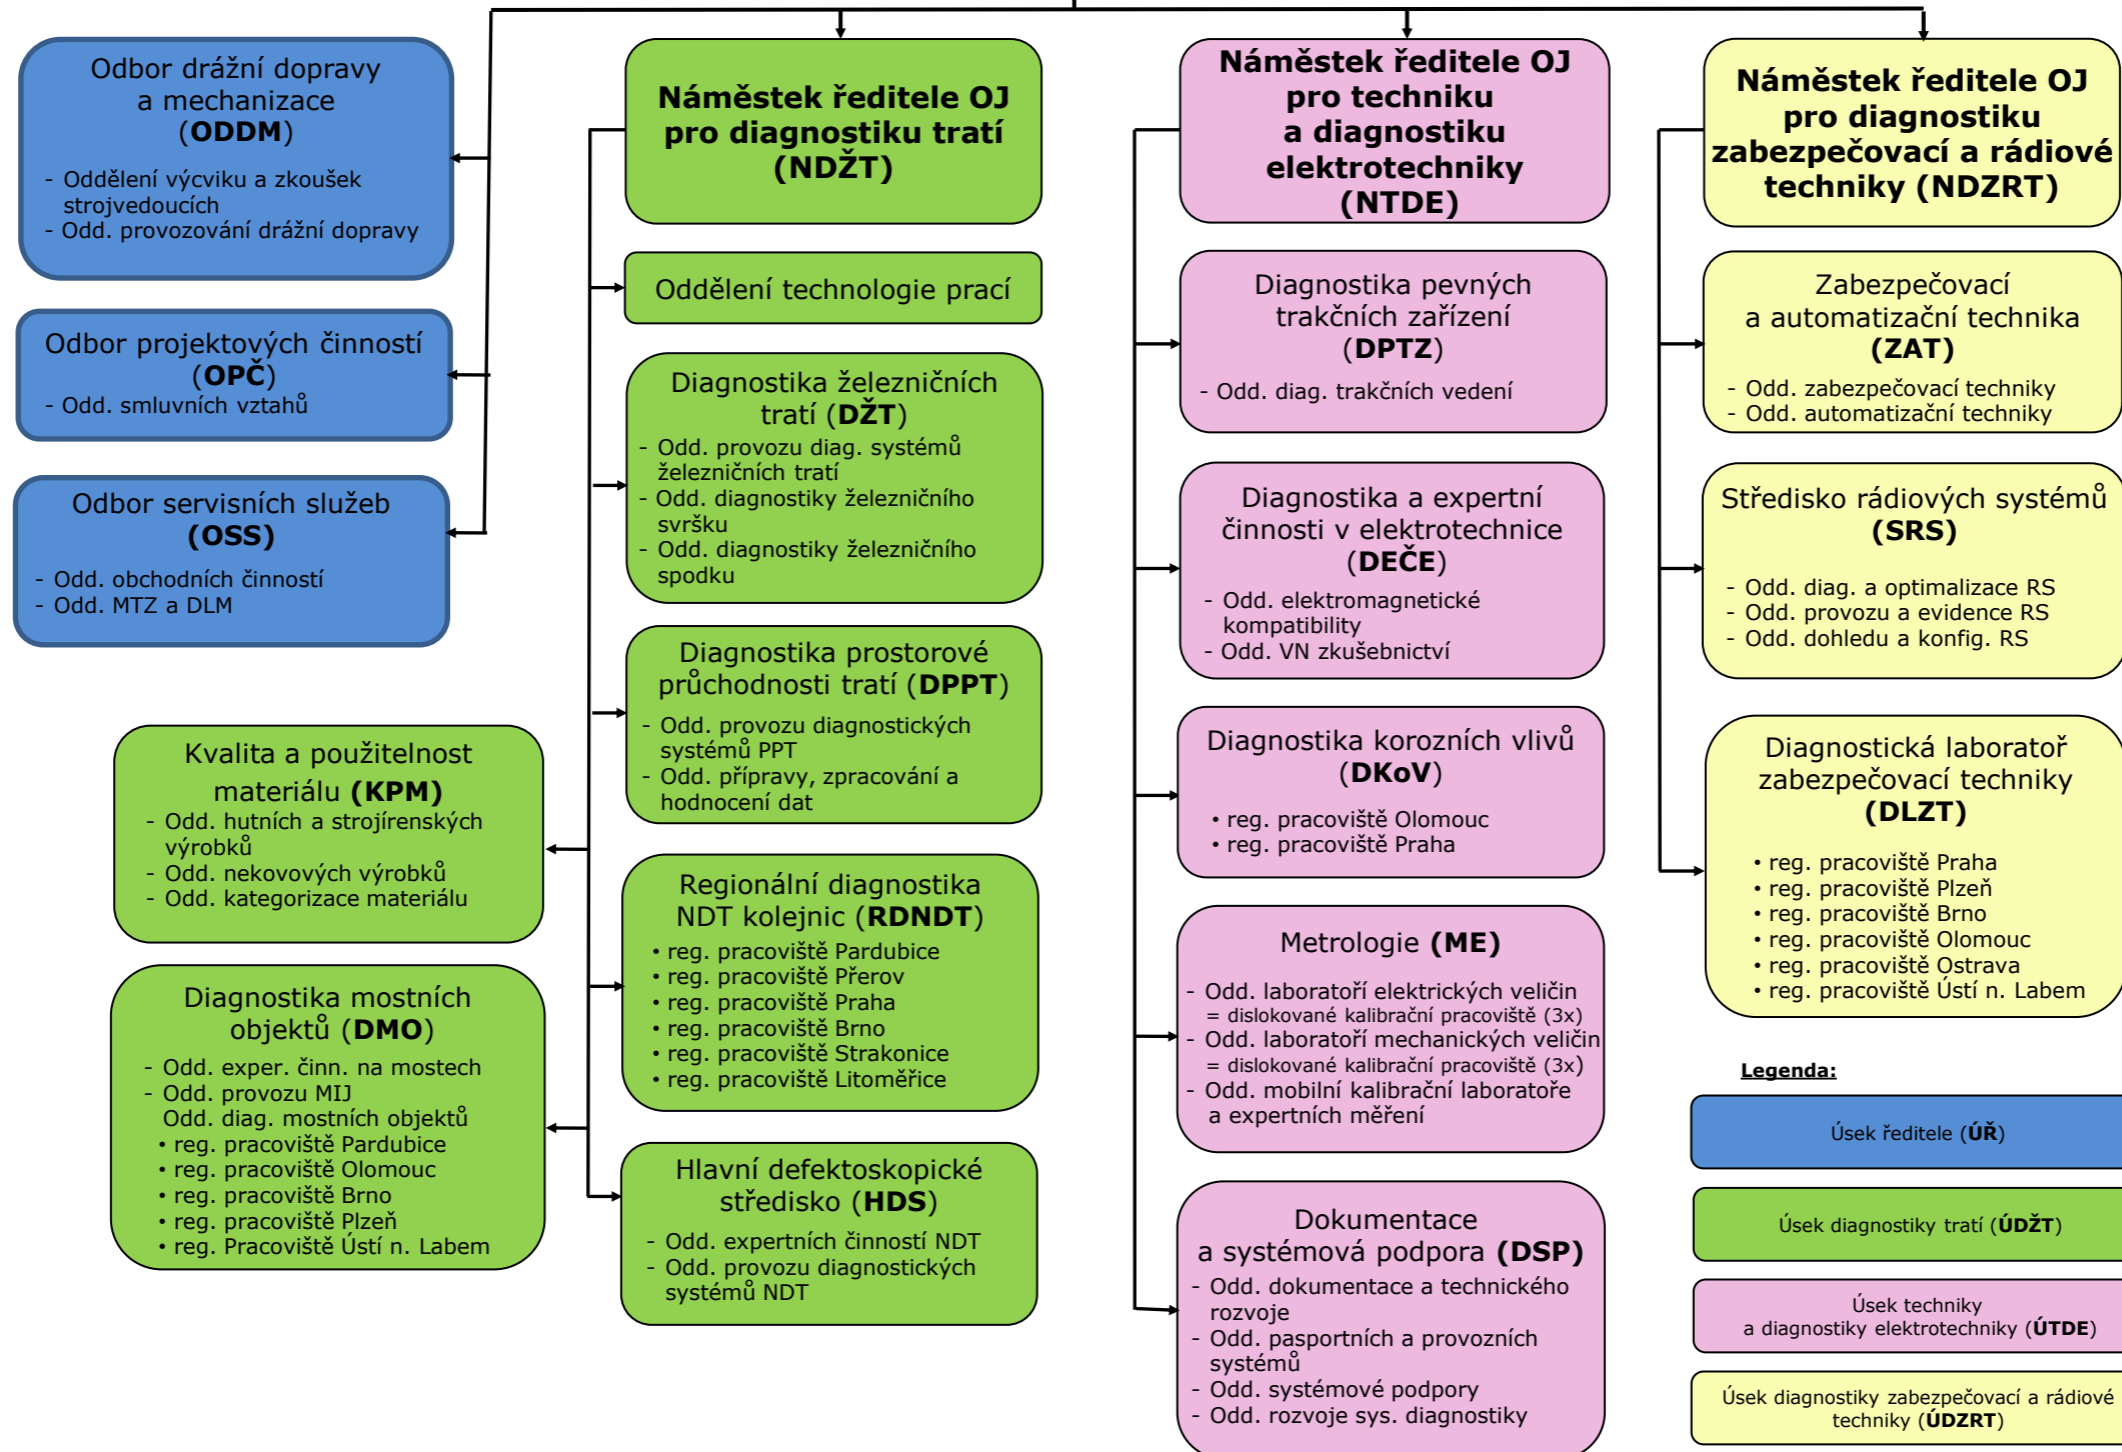 Odbor drážní dopravy
a mechanizace
(ODDM)
- Oddělení výcviku a zkoušek
strojvedoucích
- Odd. provozování drážní dopravy
Odbor projektových činností
(OPČ)
- Odd. smluvních vztahů
Odbor servisních služeb
(OSS)
- Odd. obchodních činností
- Odd. MTZ a DLM
Kvalita a použitelnost
materiálu (KPM)
- Odd. hutních a strojírenských
výrobků
- Odd. nekovových výrobků
- Odd. kategorizace materiálu
Diagnostika mostních
objektů (DMO)
- Odd. exper. činn. na mostech
- Odd. provozu MIJ
Odd. diag. mostních objektů
• reg. pracoviště Pardubice
• reg. pracoviště Olomouc
• reg. pracoviště Brno
• reg. pracoviště Plzeň
• reg. Pracoviště Ústí n. Labem
Náměstek ředitele OJ
pro diagnostiku tratí
(NDŽT)
Oddělení technologie prací
Diagnostika železničních
tratí (DŽT)
- Odd. provozu diag. systémů
železničních tratí
- Odd. diagnostiky železničního
svršku
- Odd. diagnostiky železničního
spodku
Diagnostika prostorové
průchodnosti tratí (DPPT)
- Odd. provozu diagnostických
systémů PPT
- Odd. přípravy, zpracování a
hodnocení dat
Regionální diagnostika
NDT kolejnic (RDNDT)
• reg. pracoviště Pardubice
• reg. pracoviště Přerov
• reg. pracoviště Praha
• reg. pracoviště Brno
• reg. pracoviště Strakonice
• reg. pracoviště Litoměřice
Hlavní defektoskopické
středisko (HDS)
- Odd. expertních činností NDT
- Odd. provozu diagnostických
systémů NDT
Náměstek ředitele OJ
pro techniku
a diagnostiku
elektrotechniky
(NTDE)
Diagnostika pevných
trakčních zařízení
(DPTZ)
- Odd. diag. trakčních vedení
Diagnostika a expertní
činnosti v elektrotechnice
(DEČE)
- Odd. elektromagnetické
kompatibility
- Odd. VN zkušebnictví
Diagnostika korozních vlivů
(DKoV)
• reg. pracoviště Olomouc
• reg. pracoviště Praha
Metrologie (ME)
- Odd. laboratoří elektrických veličin
= dislokované kalibrační pracoviště (3x)
- Odd. laboratoří mechanických veličin
= dislokované kalibrační pracoviště (3x)
- Odd. mobilní kalibrační laboratoře
a expertních měření
Dokumentace
a systémová podpora (DSP)
- Odd. dokumentace a technického
rozvoje
- Odd. pasportních a provozních
systémů
- Odd. systémové podpory
- Odd. rozvoje sys. diagnostiky
Náměstek ředitele OJ
pro diagnostiku
zabezpečovací a rádiové
techniky (NDZRT)
Zabezpečovací
a automatizační technika
(ZAT)
- Odd. zabezpečovací techniky
- Odd. automatizační techniky
Středisko rádiových systémů
(SRS)
- Odd. diag. a optimalizace RS
- Odd. provozu a evidence RS
- Odd. dohledu a konfig. RS
Diagnostická laboratoř
zabezpečovací techniky
(DLZT)
• reg. pracoviště Praha
• reg. pracoviště Plzeň
• reg. pracoviště Brno
• reg. pracoviště Olomouc
• reg. pracoviště Ostrava
• reg. pracoviště Ústí n. Labem
Legenda:
Úsek ředitele (ÚŘ)
Úsek diagnostiky tratí (ÚDŽT)
Úsek techniky
a diagnostiky elektrotechniky (ÚTDE)
Úsek diagnostiky zabezpečovací a rádiové
techniky (ÚDZRT)